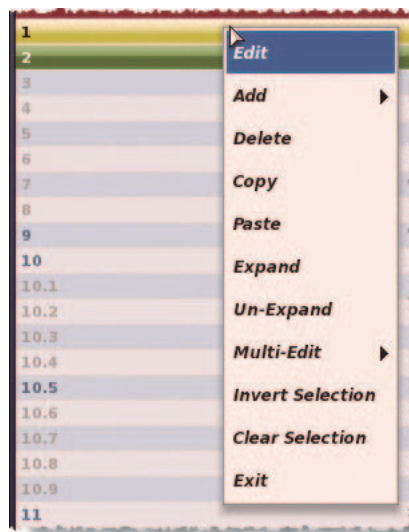 1
2
3
4
5
6
7
8
9
10
10.1
10.2
10.3
10.4
10.5
10.6
10.7
10.8
10.9
11
Edit
Add
Delete
Copy
Paste
Expand
Un-Expand
Multi-Edit
Invert Selection
Clear Selection
Exit